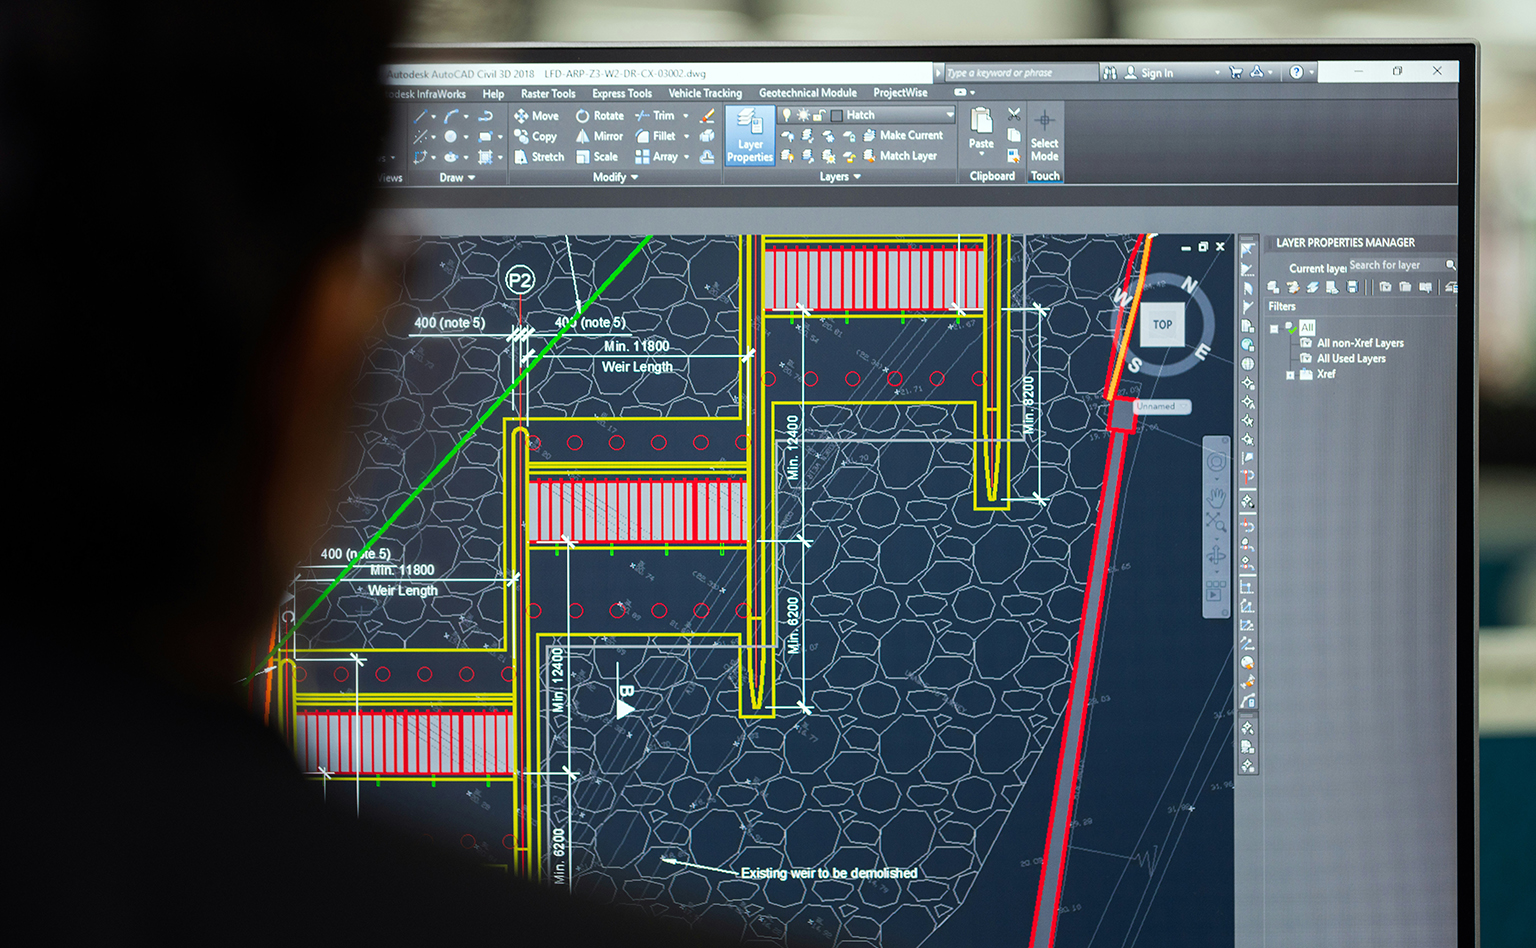 Autodesk AutoCAD Civil 3D 2018 LFD-ARP-Z3-W2-DR-CX-03002.dwg
Type a keyword or phrase
Sign In
InfraWorks Help Raster Tools Express Tools Vehicle Tracking Geotechnical Module ProjectWise
Move Rotate Trim
Copy Mirror Fillet
Stretch Scale Array
Draw
Modify
Layer
Properties
Hatch
Make Current
Match Layer
Layers
Paste
Clipboard
Select
Mode
Touch
LAYER PROPERTIES MANAGER
Search for layer
Filters
All
All non-Xref Layers
All Used Layers
Xref
N
W
TOP
E
S
Unnamed
P2
400 (note 5)
(note 5)
Min. 11800
Weir Length
Min. 8200
Min. 12400
400 (note 5)
Min. 11800
Weir Length
C
Min. 6200
Min. 12400
B
Min. 6200
Existing weir to be demolished